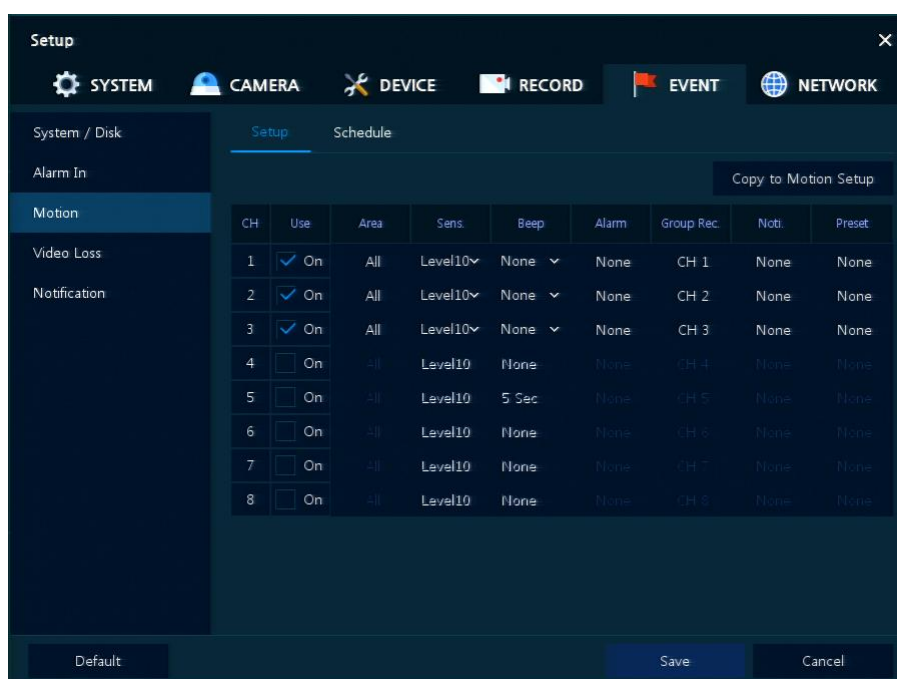 Setup
SYSTEM CAMERA DEVICE RECORD EVENT NETWORK
System / Disk
Alarm In
Motion
Video Loss
Notification
Setup Schedule
Copy to Motion Setup
CH Use Area Sens. Beep Alarm Group Rec. Noti. Preset
1 On All Level10 None None CH 1 None None
2 On All Level10 None None CH 2 None None
3 On All Level10 None None CH 3 None None
4 On All Level10 None None CH 4 None None
5 On All Level10 5 Sec None CH 5 None None
6 On All Level10 None None CH 6 None None
7 On All Level10 None None CH 7 None None
8 On All Level10 None None CH 8 None None
Default Save Cancel